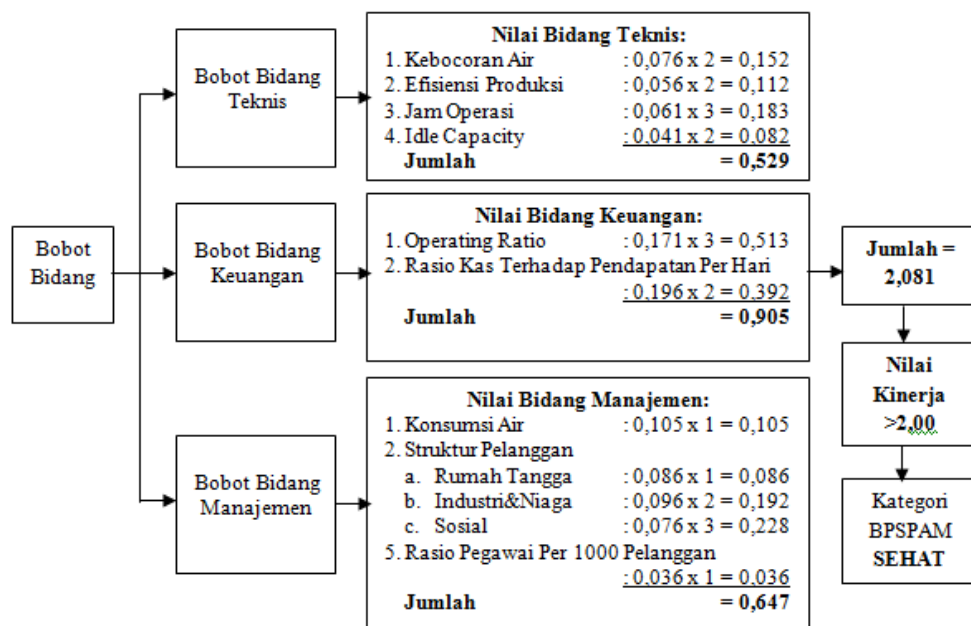 Bobot
Bidang
Bobot Bidang
Teknis
Nilai Bidang Teknis:
1. Kebocoran Air : 0,076 x 2 = 0,152
2. Efisiensi Produksi : 0,056 x 2 = 0,112
3. Jam Operasi : 0,061 x 3 = 0,183
4. Idle Capacity : 0,041 x 2 = 0,082
Jumlah = 0,529
Bobot Bidang
Keuangan
Nilai Bidang Keuangan:
1. Operating Ratio : 0,171 x 3 = 0,513
2. Rasio Kas Terhadap Pendapatan Per Hari
: 0,196 x 2 = 0,392
Jumlah = 0,905
Bobot Bidang
Manajemen
Nilai Bidang Manajemen:
1. Konsumsi Air : 0,105 x 1 = 0,105
2. Struktur Pelanggan
a. Rumah Tangga : 0,086 x 1 = 0,086
b. Industri&Niaga : 0,096 x 2 = 0,192
c. Sosial : 0,076 x 3 = 0,228
5. Rasio Pegawai Per 1000 Pelanggan
: 0,036 x 1 = 0,036
Jumlah = 0,647
Jumlah =
2,081
Nilai
Kinerja
>2,00
Kategori
BPSPAM
SEHAT